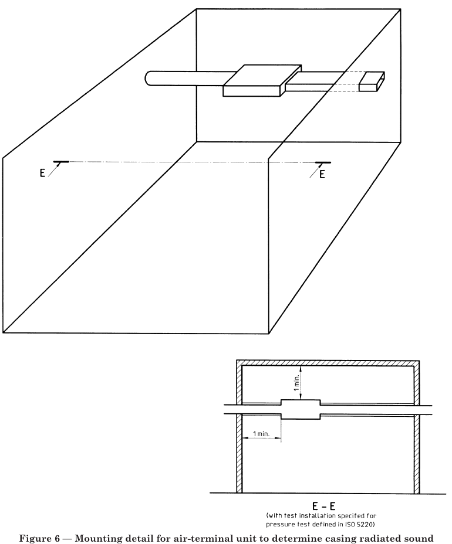 E
E
1 min.
1 min.
E – E
(with test installation specified for
pressure test defined in ISO 5220)
Figure 6 — Mounting detail for air-terminal unit to determine casing radiated sound